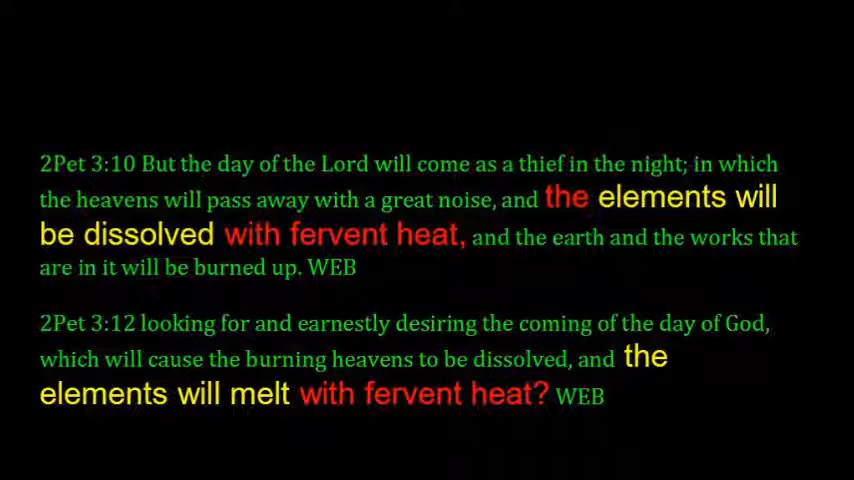 2Pet 3:10 But the day of the Lord will come as a thief in the night; in which
the heavens will pass away with a great noise, and the elements will
be dissolved with fervent heat, and the earth and the works that
are in it will be burned up. WEB
2Pet 3:12 looking for and earnestly desiring the coming of the day of God,
which will cause the burning heavens to be dissolved, and the
elements will melt with fervent heat? WEB